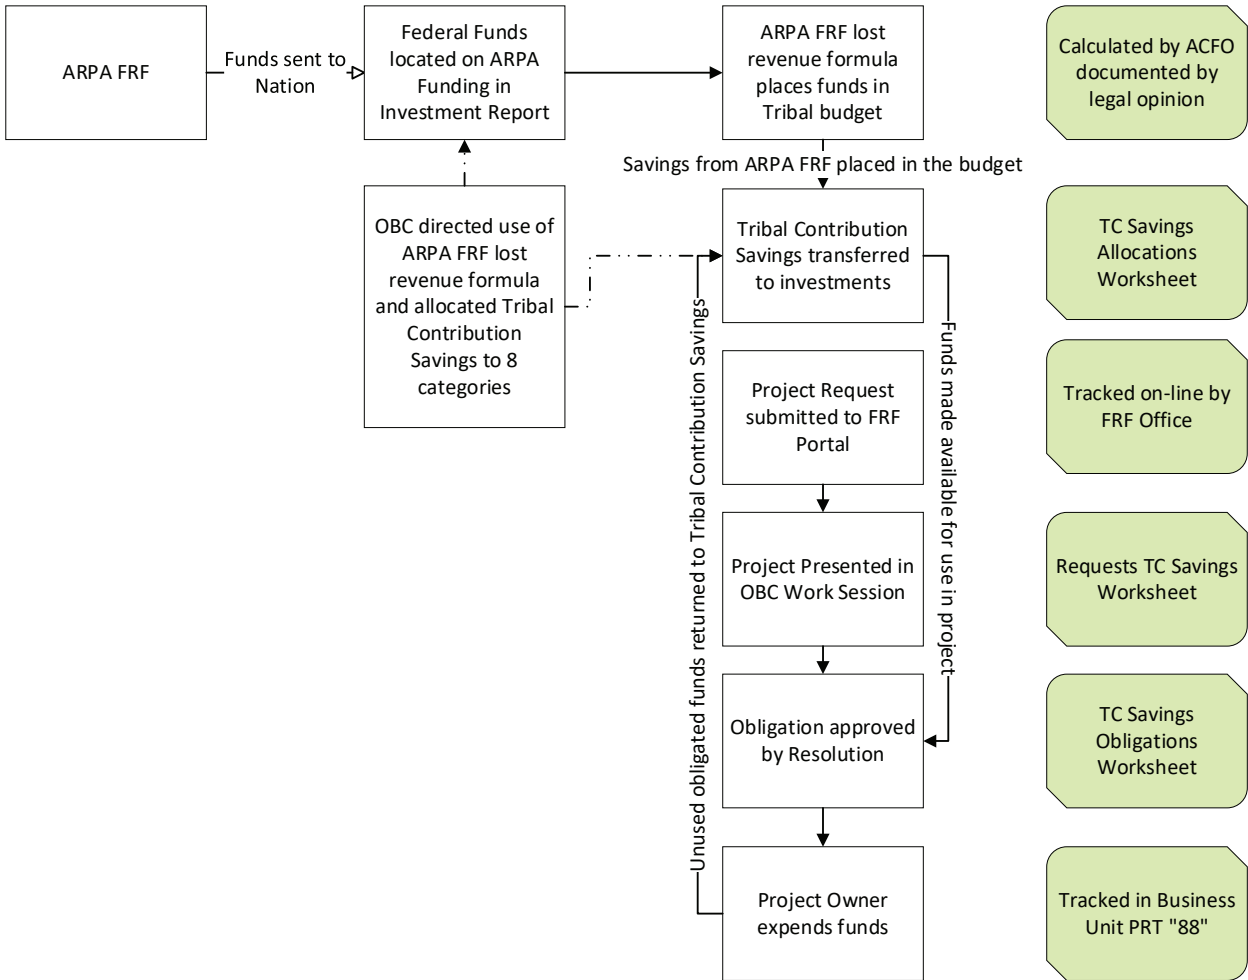 ARPA FRF
Funds sent to
Nation
Federal Funds
located on ARPA
Funding in
Investment Report
ARPA FRF lost
revenue formula
places funds in
Tribal budget
Calculated by ACFO
documented by
legal opinion
Savings from ARPA FRF placed in the budget
OBC directed use of
ARPA FRF lost
revenue formula
and allocated Tribal
Contribution
Savings to 8
categories
Tribal Contribution
Savings transferred
to investments
TC Savings
Allocations
Worksheet
Unused obligated funds returned to Tribal Contribution Savings
Funds made available for use in project
Project Request
submitted to FRF
Portal
Tracked on-line by
FRF Office
Project Presented in
OBC Work Session
Requests TC Savings
Worksheet
Obligation approved
by Resolution
TC Savings
Obligations
Worksheet
Project Owner
expends funds
Tracked in Business
Unit PRT "88"